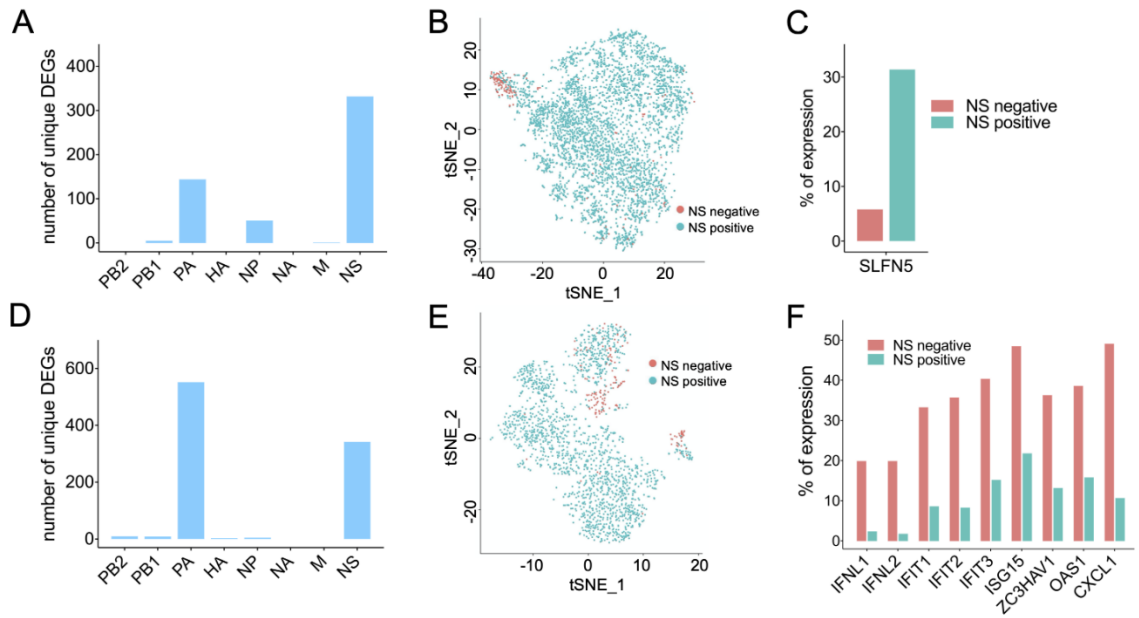 A
number of unique DEGs
400
300
200
100
0
PB2
PB1
PA
HA
NP
NA
M
NS
B
tSNE_2
20
10
0
-10
-20
-30
-40
-20
0
20
tSNE_1
NS negative
NS positive
C
% of expression
30
20
10
0
SLFN5
NS negative
NS positive
D
number of unique DEGs
600
400
200
0
PB2
PB1
PA
HA
NP
NA
M
NS
E
tSNE_2
20
0
-20
-10
0
10
20
tSNE_1
NS negative
NS positive
F
% of expression
50
40
30
20
10
0
NS negative
NS positive
IFNL1
IFNL2
IFIT1
IFIT2
IFIT3
ISG15
ZC3HAV1
OAS1
CXCL1